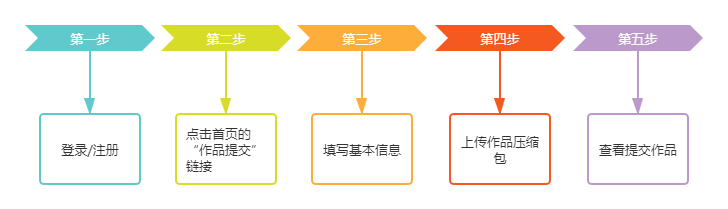 第一步
第二步
第三步
第四步
第五步
登录/注册
点击首页的
“作品提交”
链接
填写基本信息
上传作品压缩
包
查看提交作品